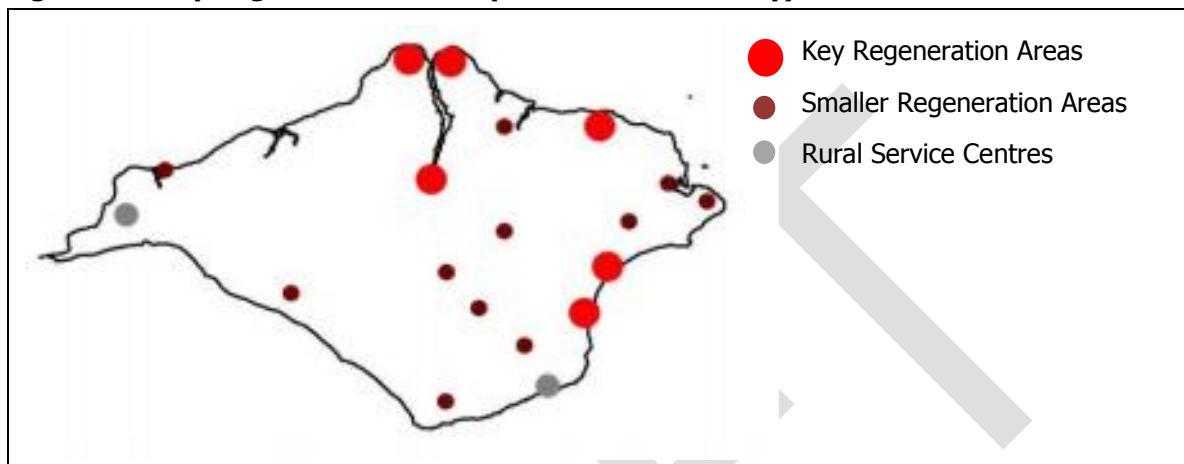 Key Regeneration Areas
Smaller Regeneration Areas
Rural Service Centres